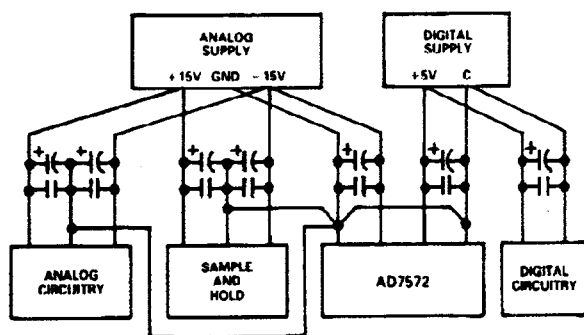 ANALOG
SUPPLY
+15V GND −15V
DIGITAL
SUPPLY
+5V C
+ + + + + + +
ANALOG
CIRCUITRY
SAMPLE
AND
HOLD
AD7572
DIGITAL
CIRCUITRY